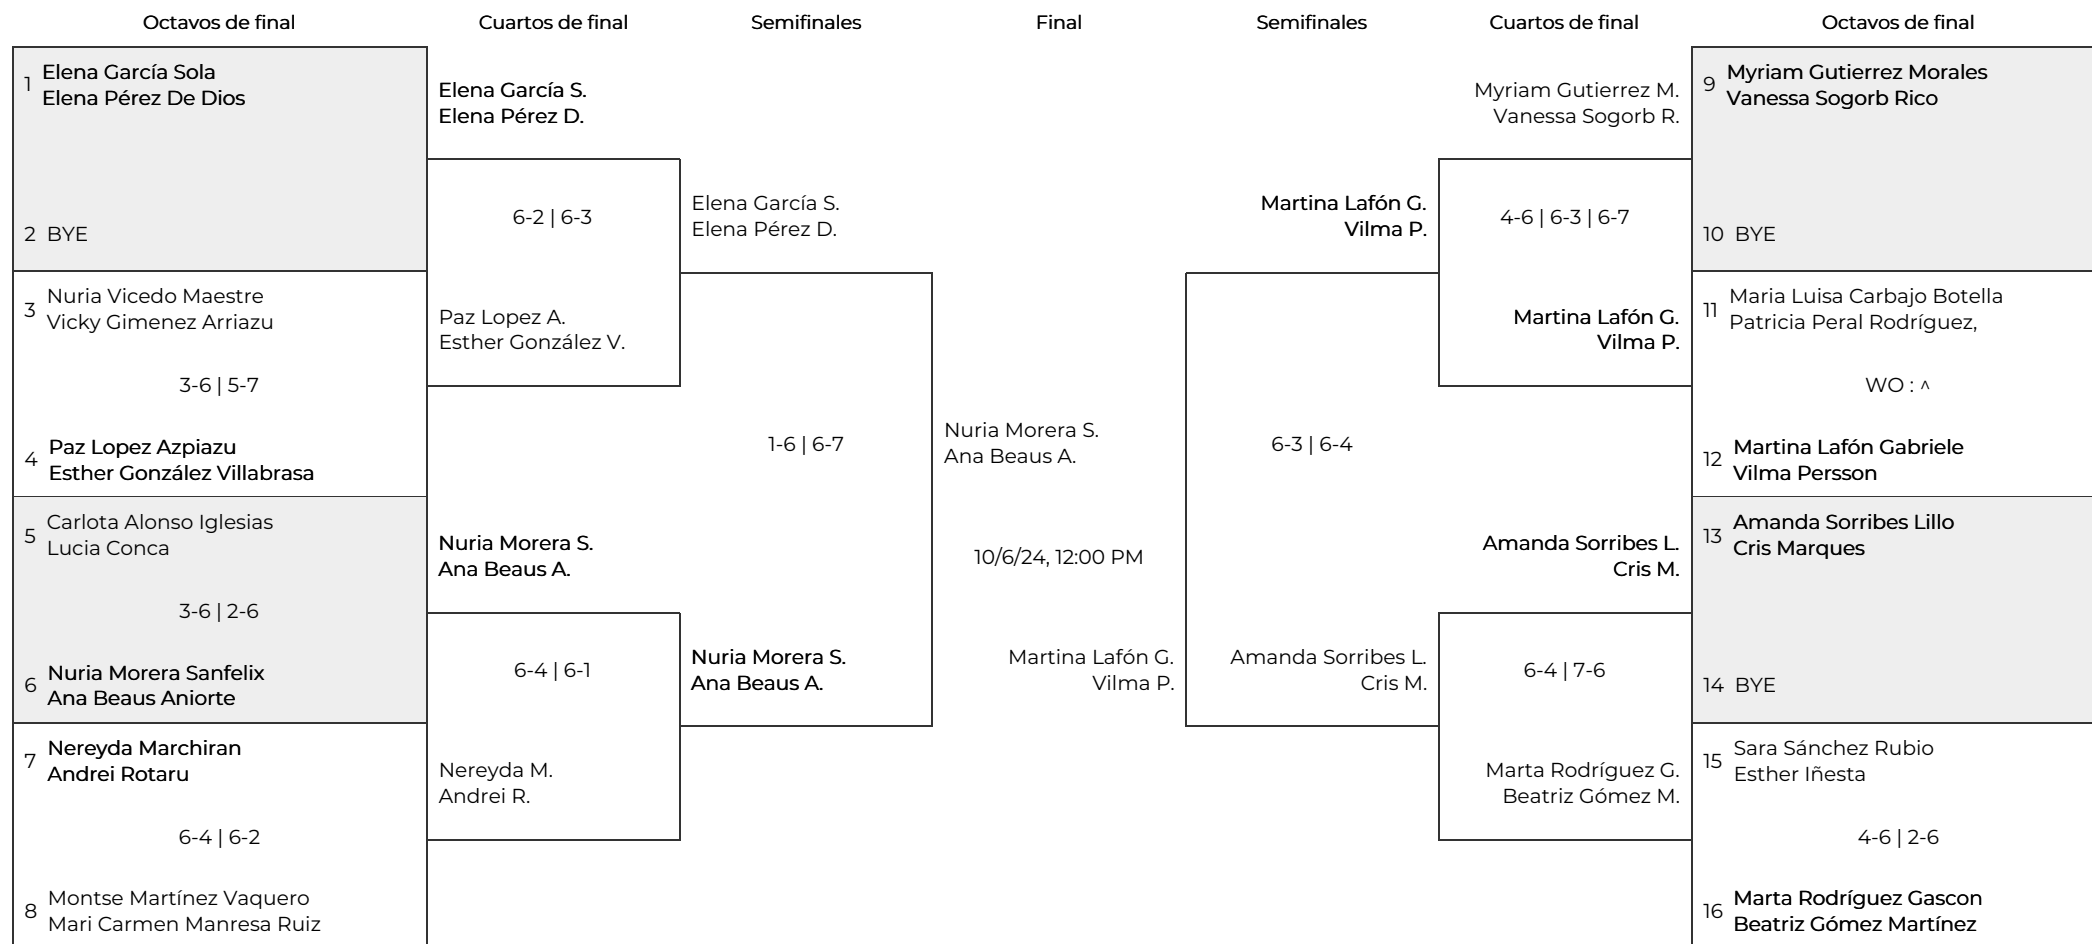 Octavos de final
Cuartos de final
Semifinales
Final
Semifinales
Cuartos de final
Octavos de final
1
Elena García Sola
Elena Pérez De Dios
2 BYE
3
Nuria Vicedo Maestre
Vicky Gimenez Arriazu
3-6 | 5-7
4
Paz Lopez Azpiazu
Esther González Villabrasa
5
Carlota Alonso Iglesias
Lucia Conca
3-6 | 2-6
6
Nuria Morera Sanfelix
Ana Beaus Aniorte
7
Nereyda Marchiran
Andrei Rotaru
6-4 | 6-2
8
Montse Martínez Vaquero
Mari Carmen Manresa Ruiz
Elena García S.
Elena Pérez D.
6-2 | 6-3
Paz Lopez A.
Esther González V.
Nuria Morera S.
Ana Beaus A.
6-4 | 6-1
Nereyda M.
Andrei R.
Elena García S.
Elena Pérez D.
1-6 | 6-7
Nuria Morera S.
Ana Beaus A.
Nuria Morera S.
Ana Beaus A.
10/6/24, 12:00 PM
Martina Lafón G.
Vilma P.
Martina Lafón G.
Vilma P.
6-3 | 6-4
Amanda Sorribes L.
Cris M.
Myriam Gutierrez M.
Vanessa Sogorb R.
4-6 | 6-3 | 6-7
Martina Lafón G.
Vilma P.
Amanda Sorribes L.
Cris M.
6-4 | 7-6
Marta Rodríguez G.
Beatriz Gómez M.
9
Myriam Gutierrez Morales
Vanessa Sogorb Rico
10 BYE
11
Maria Luisa Carbajo Botella
Patricia Peral Rodríguez,
WO : ^
12
Martina Lafón Gabriele
Vilma Persson
13
Amanda Sorribes Lillo
Cris Marques
14 BYE
15
Sara Sánchez Rubio
Esther Iñesta
4-6 | 2-6
16
Marta Rodríguez Gascon
Beatriz Gómez Martínez